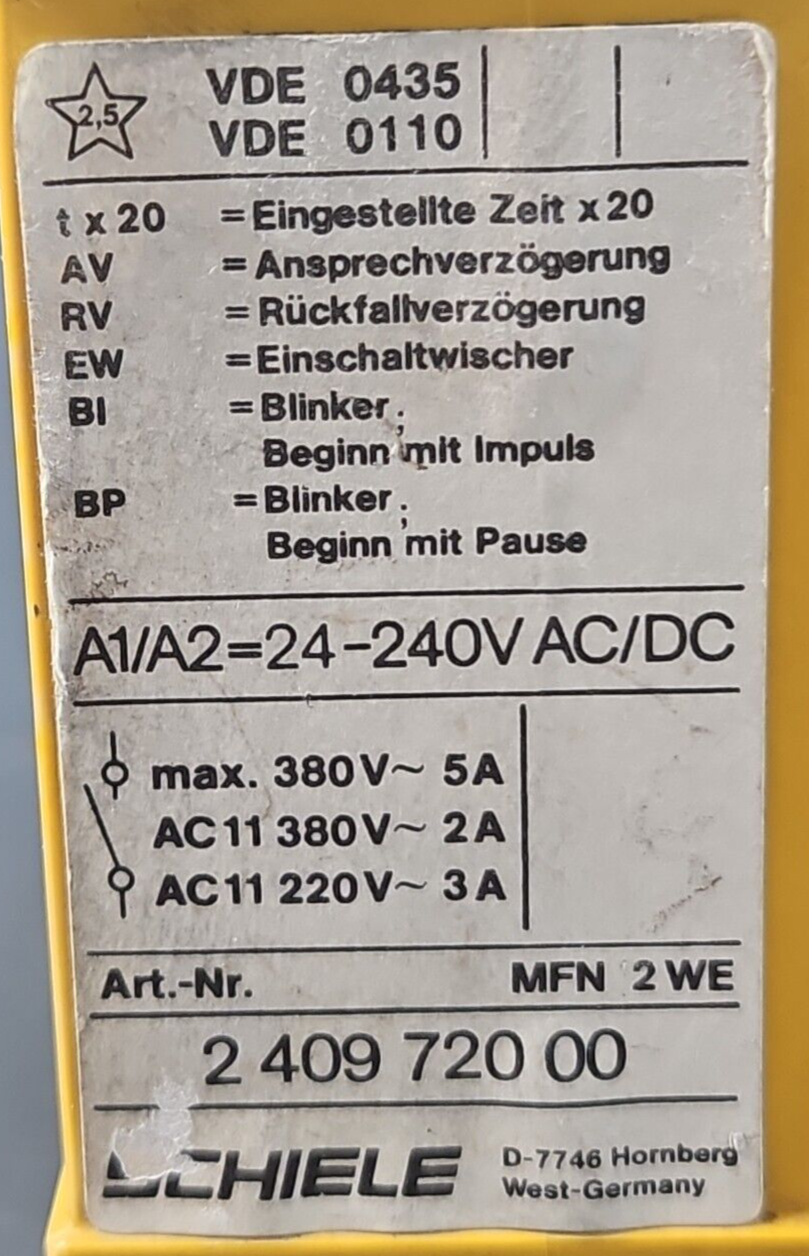 2,5 VDE 0435
VDE 0110
t x 20 = Eingestellte Zeit x 20
AV = Ansprechverzögerung
RV = Rückfallverzögerung
EW = Einschaltwischer
BI = Blinker;
Beginn mit Impuls
BP = Blinker;
Beginn mit Pause
A1/A2=24-240V AC/DC
max. 380V~ 5A
AC11 380V~ 2A
AC11 220V~ 3A
Art.-Nr. MFN 2WE
2 409 720 00
SCHIELE D-7746 Hornberg
West-Germany